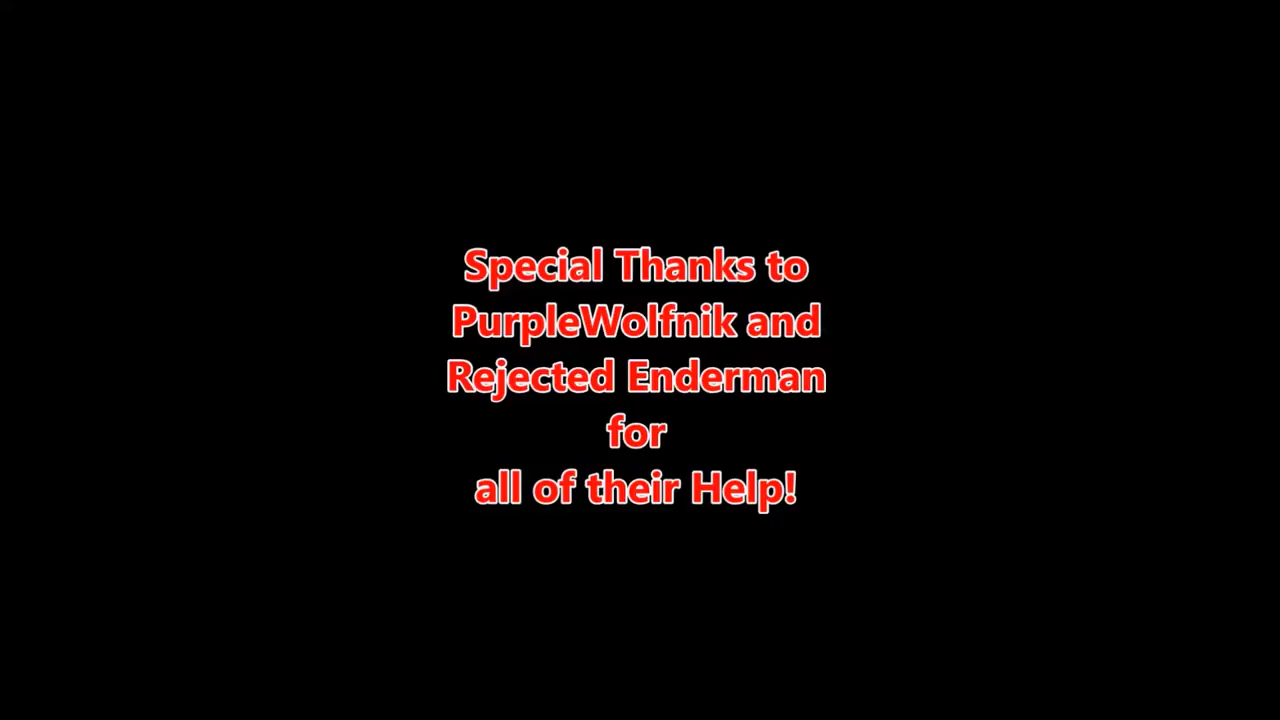 Special Thanks to
PurpleWolfnik and
Rejected Enderman
for
all of their Help!